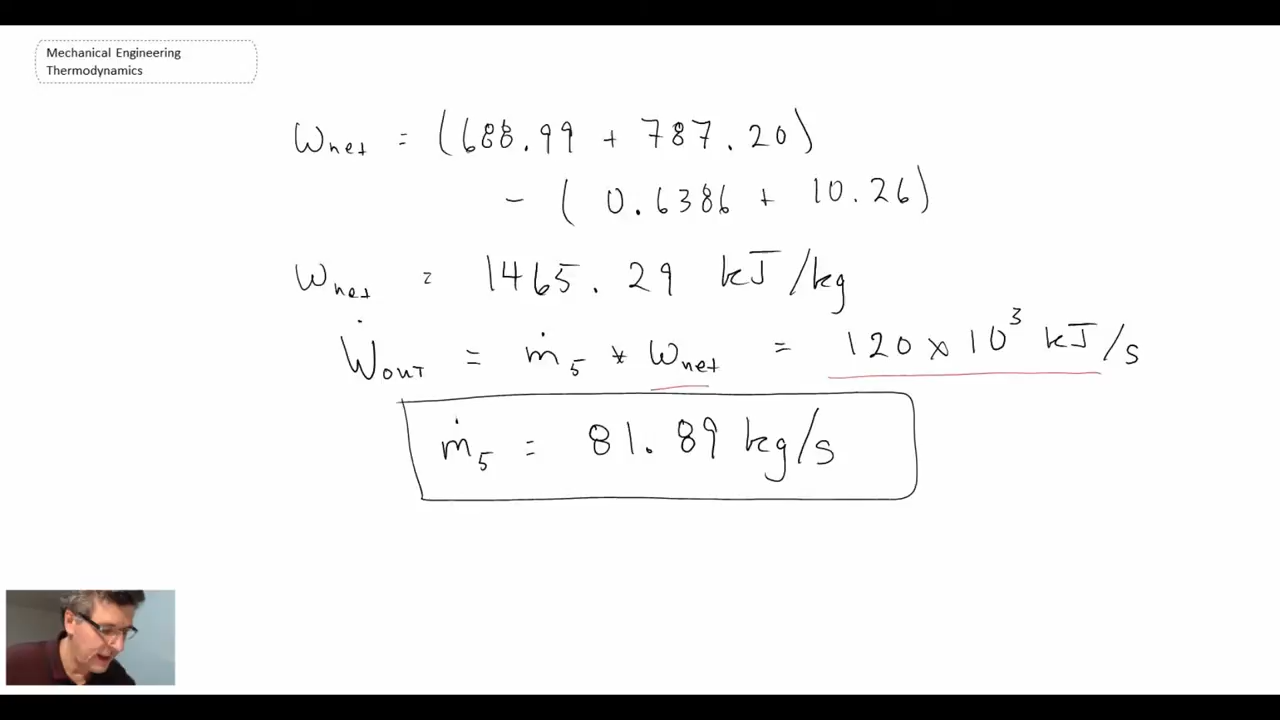 Mechanical Engineering
Thermodynamics
Wnet = (688.99 + 787.20)
- (0.6386 + 10.26)
Wnet = 1465.29 kJ/kg
Ẇout = ṁ₅ * Wnet = 120 × 10³ kJ/s
ṁ₅ = 81.89 kg/s